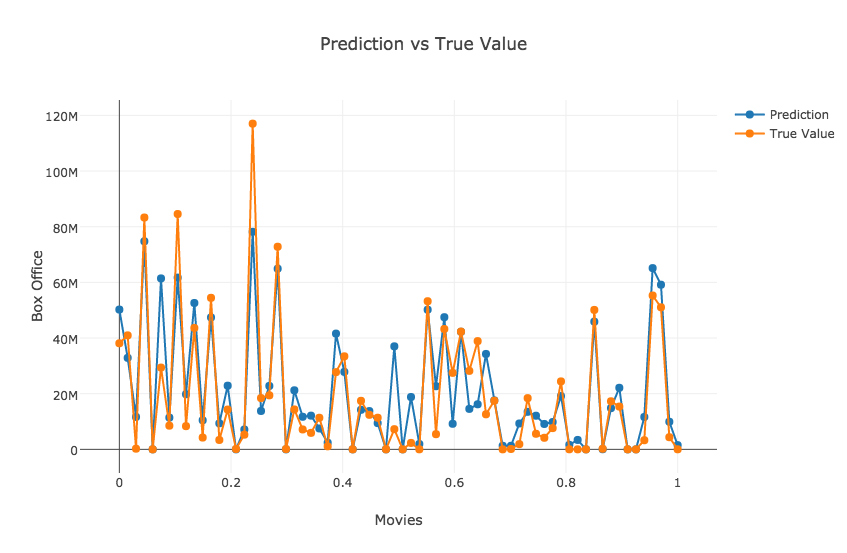 Prediction vs True Value
Prediction
True Value
120M
100M
80M
60M
40M
20M
0
Box Office
0
0.2
0.4
0.6
0.8
1
Movies